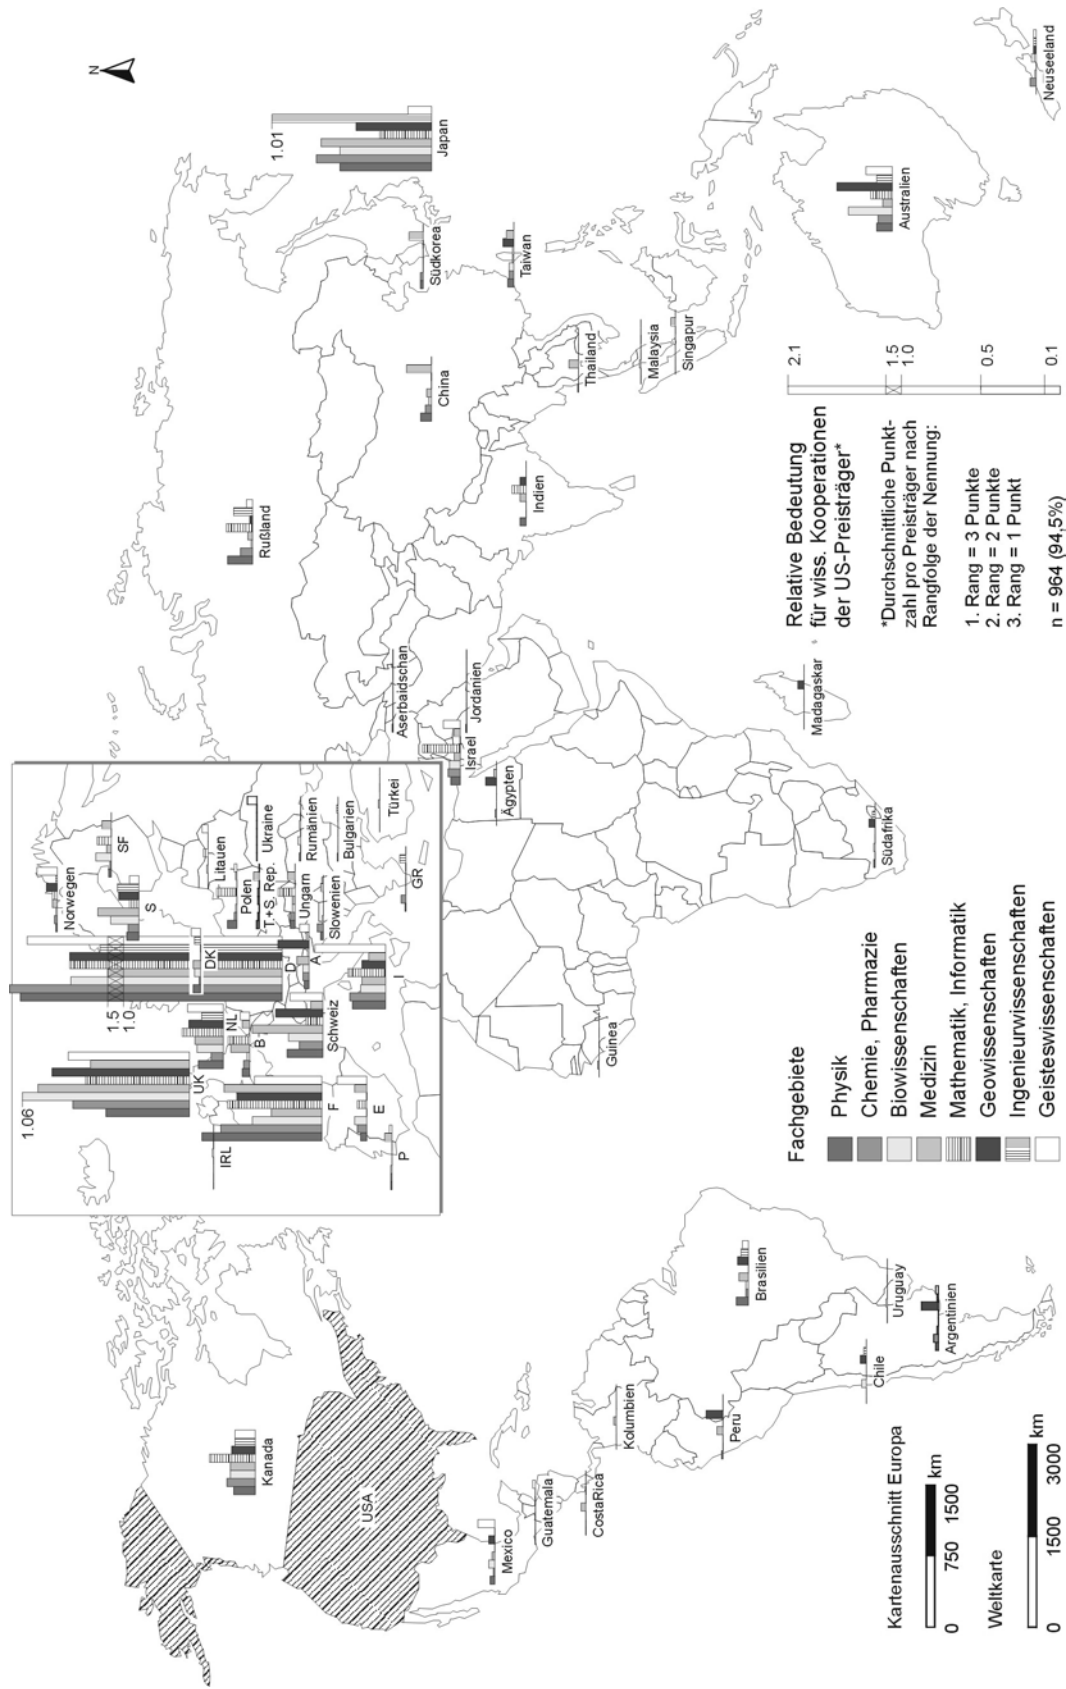 N
1.01
Japan
Südkorea
Taiwan
China
Thailand
Malaysia
Singapur
Indien
Rußland
Australien
Neuseeland
Aserbaidschan
Jordanien
Israel
Ägypten
Madagaskar
Südafrika
Guinea
Norwegen
SF
S
Litauen
Polen
Ukraine
T.+S. Rep.
Rumänien
Ungarn
Bulgarien
Slowenien
Türkei
GR
1.5
1.0
DK
D
A
I
NL
B
Schweiz
1.06
UK
IRL
F
E
P
Kanada
USA
Mexico
Guatemala
CostaRica
Kolumbien
Peru
Brasilien
Uruguay
Argentinien
Chile
Kartenausschnitt Europa
0 750 1500 km
Weltkarte
0 1500 3000 km
Fachgebiete
Physik
Chemie, Pharmazie
Biowissenschaften
Medizin
Mathematik, Informatik
Geowissenschaften
Ingenieurwissenschaften
Geisteswissenschaften
Relative Bedeutung
für wiss. Kooperationen
der US-Preisträger*
*Durchschnittliche Punkt-
zahl pro Preisträger nach
Rangfolge der Nennung:
1. Rang = 3 Punkte
2. Rang = 2 Punkte
3. Rang = 1 Punkt
n = 964 (94,5%)
2.1
1.5
1.0
0.5
0.1